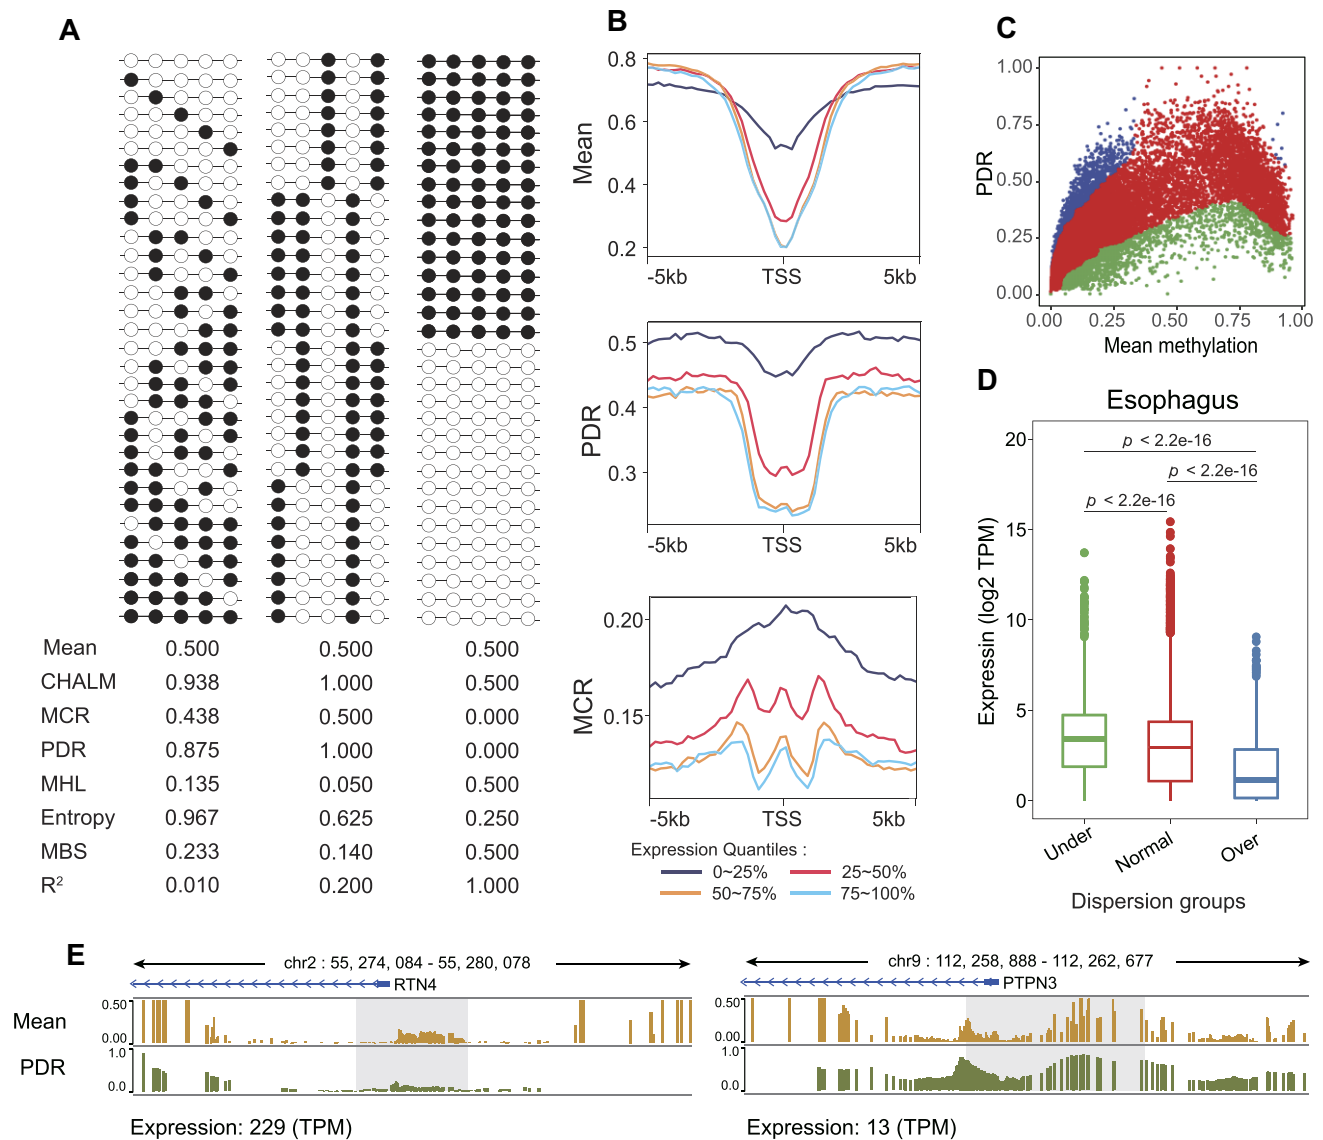 A
Mean 0.500 0.500 0.500
CHALM 0.938 1.000 0.500
MCR 0.438 0.500 0.000
PDR 0.875 1.000 0.000
MHL 0.135 0.050 0.500
Entropy 0.967 0.625 0.250
MBS 0.233 0.140 0.500
R² 0.010 0.200 1.000
B
Mean
0.8
0.6
0.4
0.2
-5kb TSS 5kb
PDR
0.5
0.4
0.3
-5kb TSS 5kb
MCR
0.20
0.15
-5kb TSS 5kb
Expression Quantiles :
0~25% 25~50%
50~75% 75~100%
C
PDR
1.00
0.75
0.50
0.25
0.00
0.00 0.25 0.50 0.75 1.00
Mean methylation
D
Esophagus
Expressin (log2 TPM)
20
15
10
5
0
p < 2.2e-16
p < 2.2e-16
p < 2.2e-16
Under Normal Over
Dispersion groups
E
chr2 : 55, 274, 084 - 55, 280, 078
RTN4
Mean
0.50
0.00
PDR
1.0
0.0
Expression: 229 (TPM)
chr9 : 112, 258, 888 - 112, 262, 677
PTPN3
0.50
0.00
1.0
0.0
Expression: 13 (TPM)